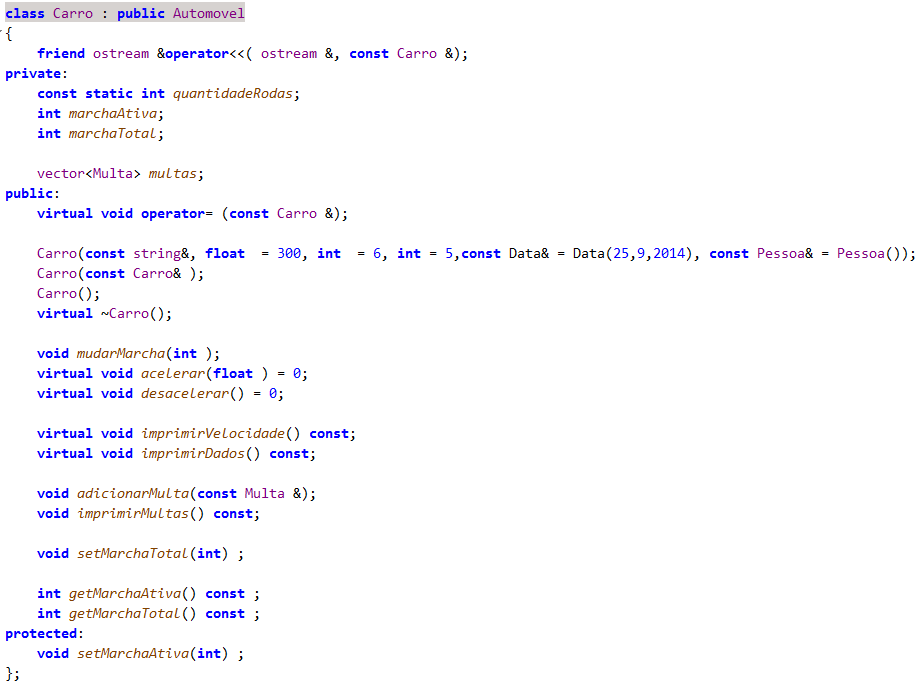 class Carro : public Automovel
{
friend ostream &operator<<( ostream &, const Carro &);
private:
const static int quantidadeRodas;
int marchaAtiva;
int marchaTotal;
vector<Multa> multas;
public:
virtual void operator= (const Carro &);
Carro(const string&, float  = 300, int  = 6, int = 5,const Data& = Data(25,9,2014), const Pessoa& = Pessoa());
Carro(const Carro& );
Carro();
virtual ~Carro();
void mudarMarcha(int );
virtual void acelerar(float ) = 0;
virtual void desacelerar() = 0;
virtual void imprimirVelocidade() const;
virtual void imprimirDados() const;
void adicionarMulta(const Multa &);
void imprimirMultas() const;
void setMarchaTotal(int) ;
int getMarchaAtiva() const ;
int getMarchaTotal() const ;
protected:
void setMarchaAtiva(int) ;
};